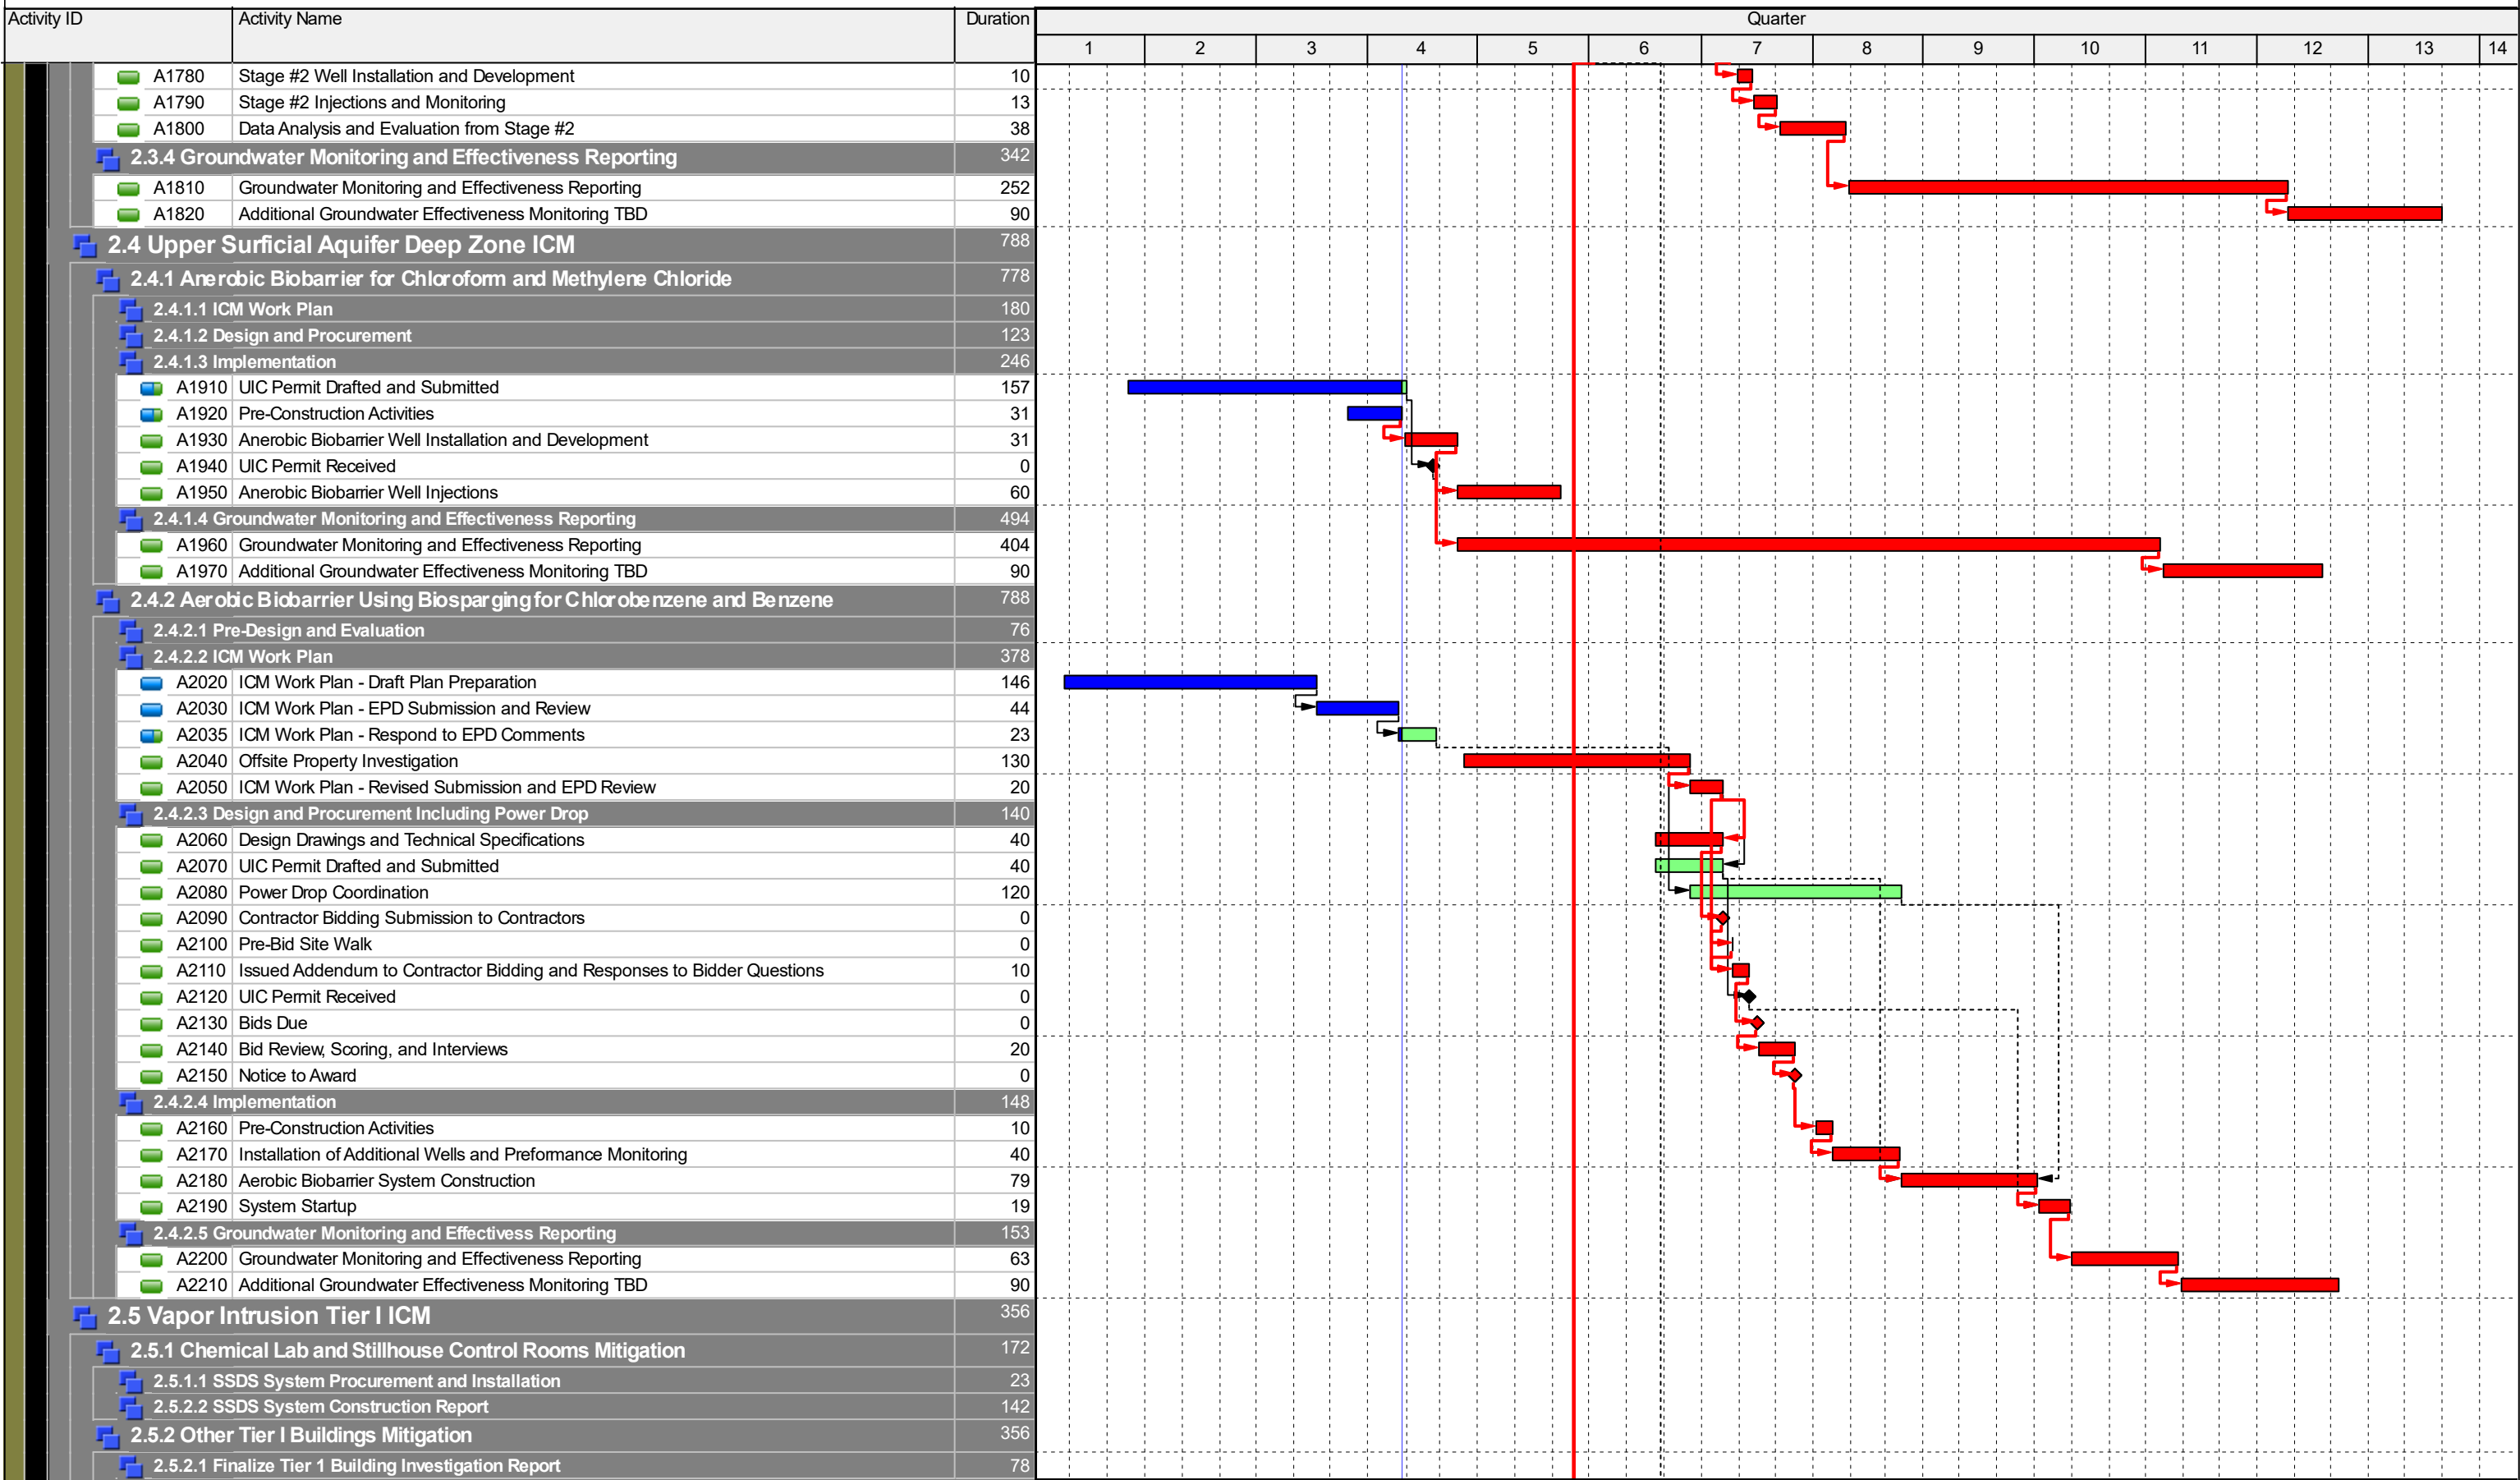 Activity ID Activity Name Duration Quarter
1 2 3 4 5 6 7 8 9 10 11 12 13 14
A1780 Stage #2 Well Installation and Development 10
A1790 Stage #2 Injections and Monitoring 13
A1800 Data Analysis and Evaluation from Stage #2 38
2.3.4 Groundwater Monitoring and Effectiveness Reporting 342
A1810 Groundwater Monitoring and Effectiveness Reporting 252
A1820 Additional Groundwater Effectiveness Monitoring TBD 90
2.4 Upper Surficial Aquifer Deep Zone ICM 788
2.4.1 Anerobic Biobarrier for Chloroform and Methylene Chloride 778
2.4.1.1 ICM Work Plan 180
2.4.1.2 Design and Procurement 123
2.4.1.3 Implementation 246
A1910 UIC Permit Drafted and Submitted 157
A1920 Pre-Construction Activities 31
A1930 Anerobic Biobarrier Well Installation and Development 31
A1940 UIC Permit Received 0
A1950 Anerobic Biobarrier Well Injections 60
2.4.1.4 Groundwater Monitoring and Effectiveness Reporting 494
A1960 Groundwater Monitoring and Effectiveness Reporting 404
A1970 Additional Groundwater Effectiveness Monitoring TBD 90
2.4.2 Aerobic Biobarrier Using Biosparging for Chlorobenzene and Benzene 788
2.4.2.1 Pre-Design and Evaluation 76
2.4.2.2 ICM Work Plan 378
A2020 ICM Work Plan - Draft Plan Preparation 146
A2030 ICM Work Plan - EPD Submission and Review 44
A2035 ICM Work Plan - Respond to EPD Comments 23
A2040 Offsite Property Investigation 130
A2050 ICM Work Plan - Revised Submission and EPD Review 20
2.4.2.3 Design and Procurement Including Power Drop 140
A2060 Design Drawings and Technical Specifications 40
A2070 UIC Permit Drafted and Submitted 40
A2080 Power Drop Coordination 120
A2090 Contractor Bidding Submission to Contractors 0
A2100 Pre-Bid Site Walk 0
A2110 Issued Addendum to Contractor Bidding and Responses to Bidder Questions 10
A2120 UIC Permit Received 0
A2130 Bids Due 0
A2140 Bid Review, Scoring, and Interviews 20
A2150 Notice to Award 0
2.4.2.4 Implementation 148
A2160 Pre-Construction Activities 10
A2170 Installation of Additional Wells and Preformance Monitoring 40
A2180 Aerobic Biobarrier System Construction 79
A2190 System Startup 19
2.4.2.5 Groundwater Monitoring and Effectivess Reporting 153
A2200 Groundwater Monitoring and Effectiveness Reporting 63
A2210 Additional Groundwater Effectiveness Monitoring TBD 90
2.5 Vapor Intrusion Tier I ICM 356
2.5.1 Chemical Lab and Stillhouse Control Rooms Mitigation 172
2.5.1.1 SSDS System Procurement and Installation 23
2.5.2.2 SSDS System Construction Report 142
2.5.2 Other Tier I Buildings Mitigation 356
2.5.2.1 Finalize Tier 1 Building Investigation Report 78